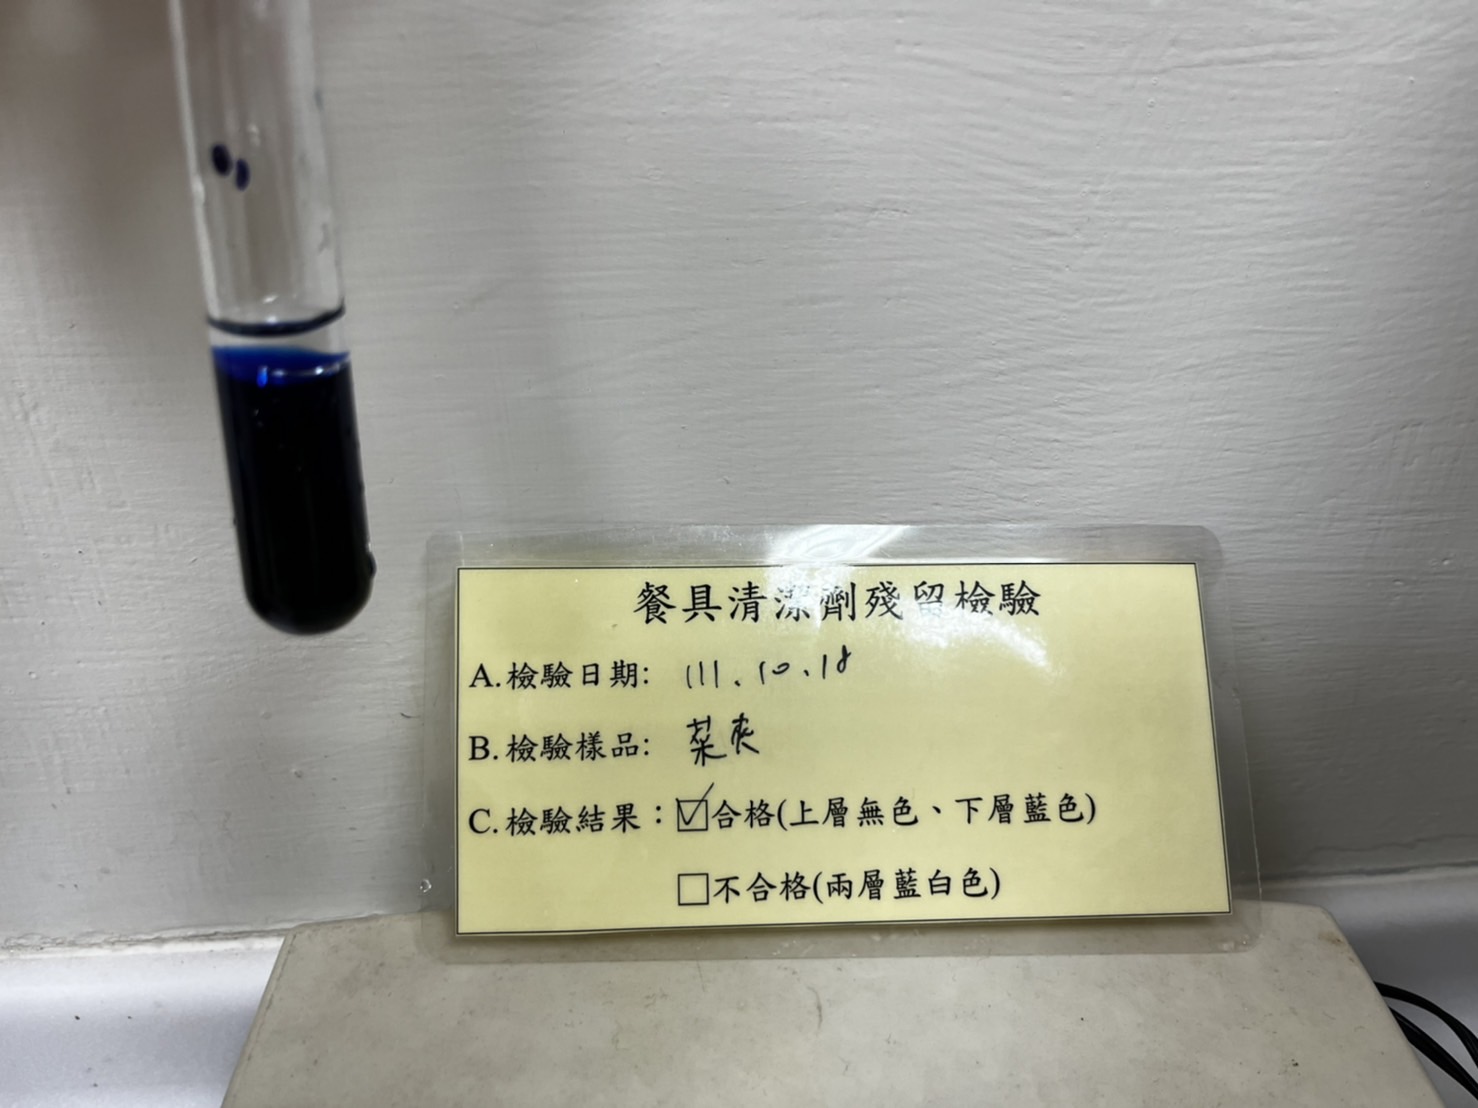 餐具清潔劑殘留檢驗
A.檢驗日期: 111.10.18
B.檢驗樣品: 菜夾
C.檢驗結果：☑合格(上層無色、下層藍色)
□不合格(兩層藍白色)